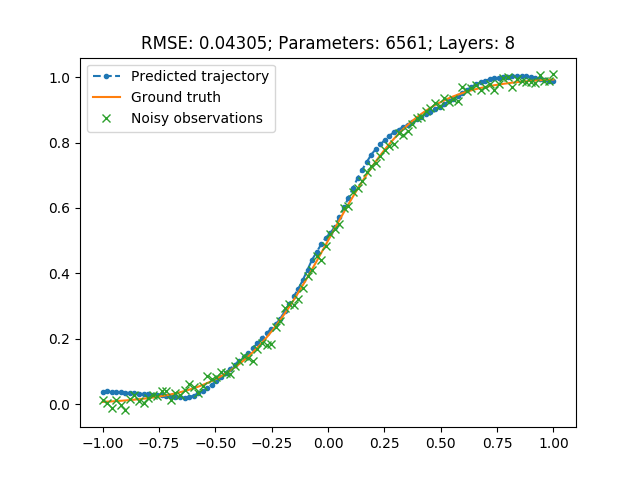 RMSE: 0.04305; Parameters: 6561; Layers: 8
Predicted trajectory
Ground truth
Noisy observations
1.0
0.8
0.6
0.4
0.2
0.0
−1.00 −0.75 −0.50 −0.25 0.00 0.25 0.50 0.75 1.00